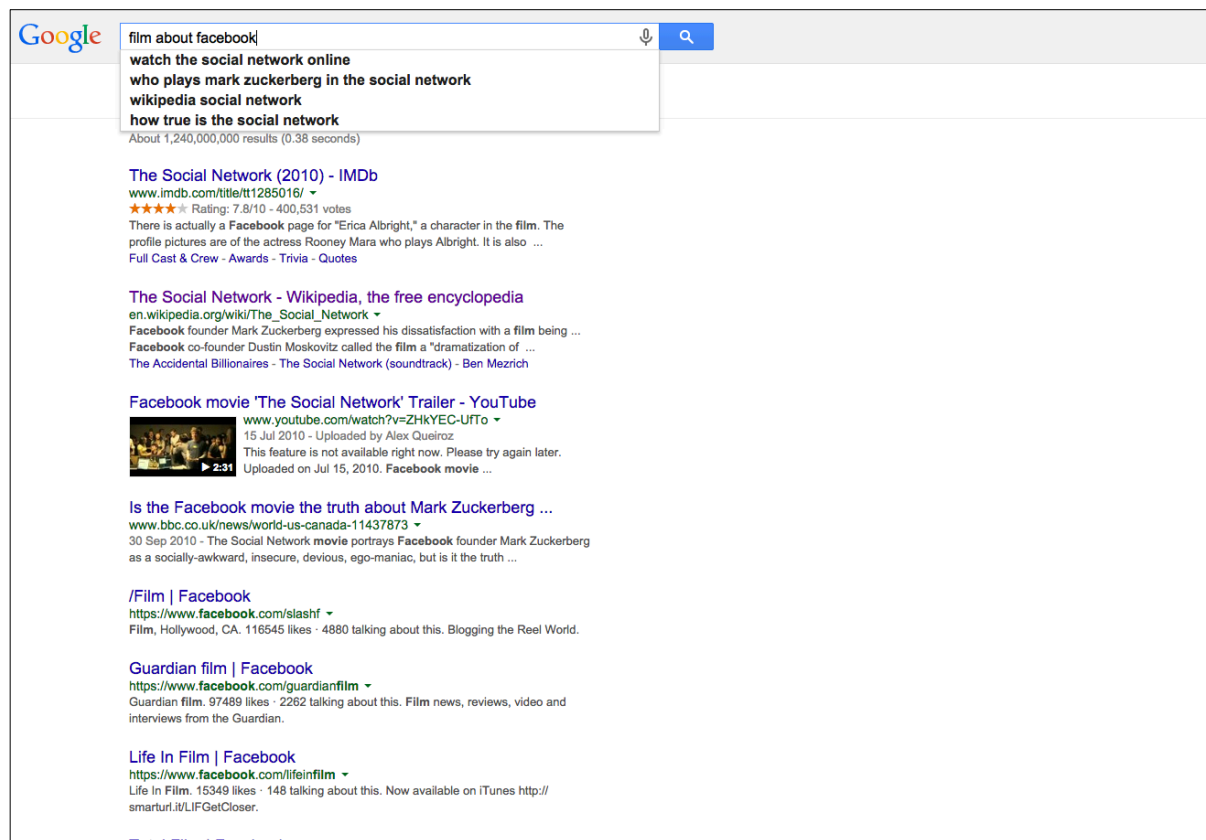 Google
film about facebook
watch the social network online
who plays mark zuckerberg in the social network
wikipedia social network
how true is the social network
About 1,240,000,000 results (0.38 seconds)
The Social Network (2010) - IMDb
www.imdb.com/title/tt1285016/
Rating: 7.8/10 - 400,531 votes
There is actually a Facebook page for "Erica Albright," a character in the film. The
profile pictures are of the actress Rooney Mara who plays Albright. It is also ...
Full Cast & Crew - Awards - Trivia - Quotes
The Social Network - Wikipedia, the free encyclopedia
en.wikipedia.org/wiki/The_Social_Network
Facebook founder Mark Zuckerberg expressed his dissatisfaction with a film being ...
Facebook co-founder Dustin Moskovitz called the film a "dramatization of ...
The Accidental Billionaires - The Social Network (soundtrack) - Ben Mezrich
Facebook movie 'The Social Network' Trailer - YouTube
www.youtube.com/watch?v=ZHkYEC-UfTo
15 Jul 2010 - Uploaded by Alex Queiroz
This feature is not available right now. Please try again later.
2:31 Uploaded on Jul 15, 2010. Facebook movie ...
Is the Facebook movie the truth about Mark Zuckerberg ...
www.bbc.co.uk/news/world-us-canada-11437873
30 Sep 2010 - The Social Network movie portrays Facebook founder Mark Zuckerberg
as a socially-awkward, insecure, devious, ego-maniac, but is it the truth ...
/Film | Facebook
https://www.facebook.com/slashf
Film, Hollywood, CA. 116545 likes · 4880 talking about this. Blogging the Reel World.
Guardian film | Facebook
https://www.facebook.com/guardianfilm
Guardian film. 97489 likes · 2262 talking about this. Film news, reviews, video and
interviews from the Guardian.
Life In Film | Facebook
https://www.facebook.com/lifeinfilm
Life In Film. 15349 likes · 148 talking about this. Now available on iTunes http://
smarturl.it/LIFGetCloser.